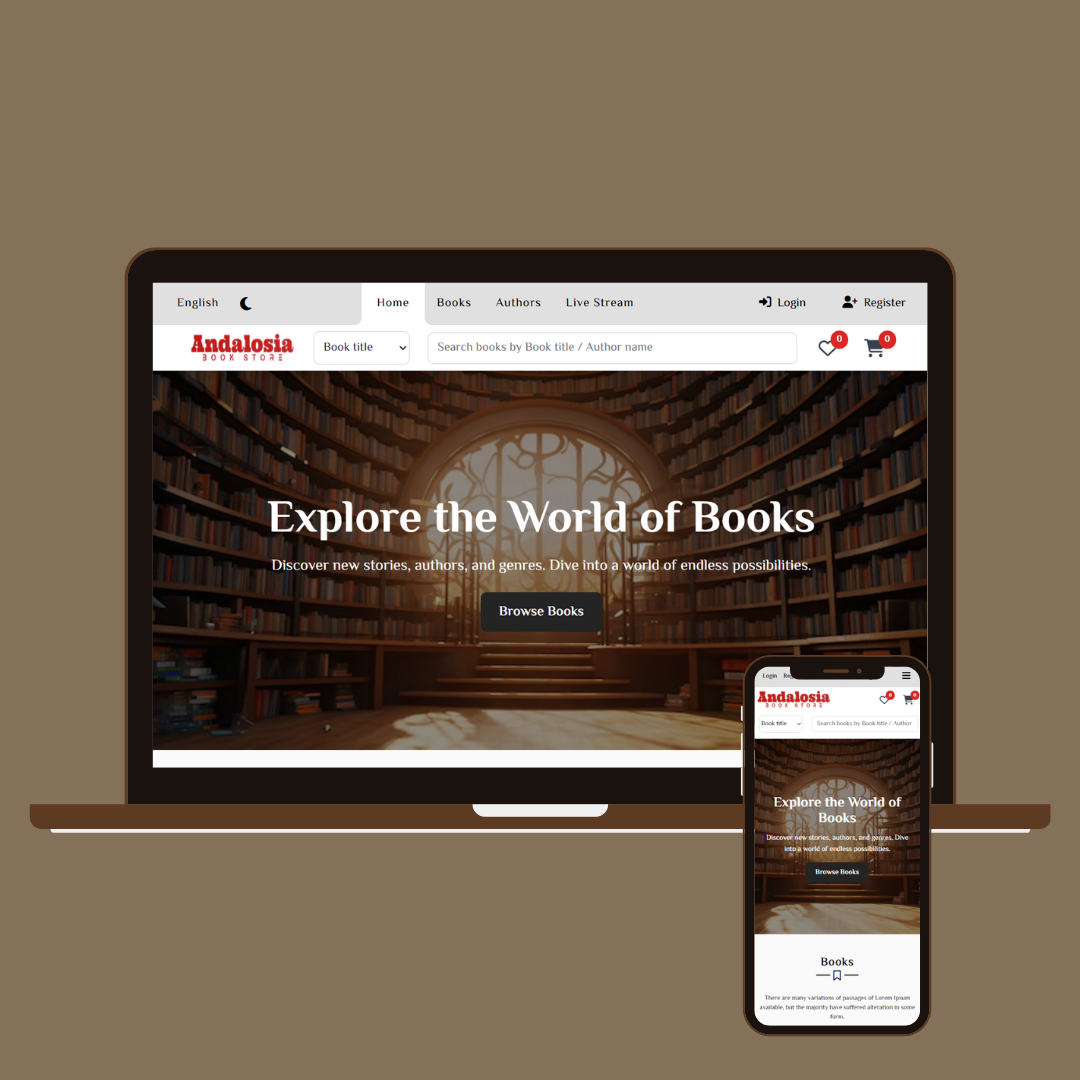 English
Home
Books
Authors
Live Stream
Login
Register
Andalosia
BOOK STORE
Book title
Search books by Book title / Author name
0
0
Explore the World of Books
Discover new stories, authors, and genres. Dive into a world of endless possibilities.
Browse Books
Login
Andalosia
BOOK STORE
0
0
Book title
Search books by Book title / Author
Explore the World of
Books
Discover new stories, authors, and genres. Dive
into a world of endless possibilities.
Browse Books
Books
There are many variations of passages of Lorem Ipsum
available, but the majority have suffered alteration in some
form.